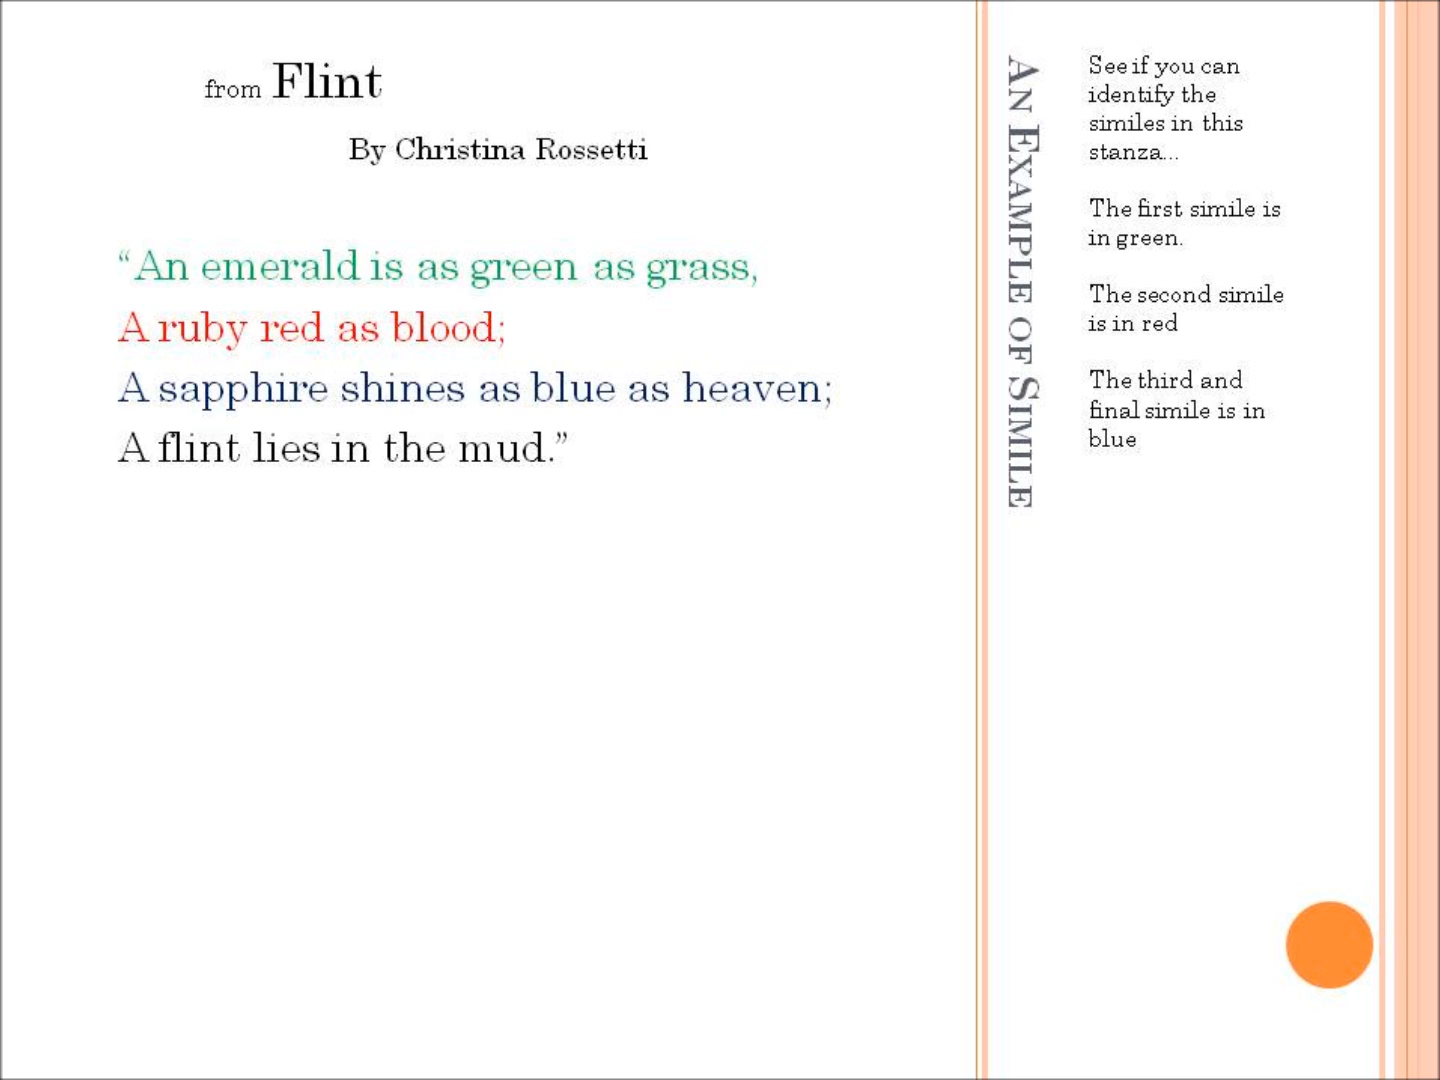 from Flint
By Christina Rossetti
“An emerald is as green as grass,
A ruby red as blood;
A sapphire shines as blue as heaven;
A flint lies in the mud.”
AN EXAMPLE OF SIMILE
See if you can
identify the
similes in this
stanza...
The first simile is
in green.
The second simile
is in red
The third and
final simile is in
blue